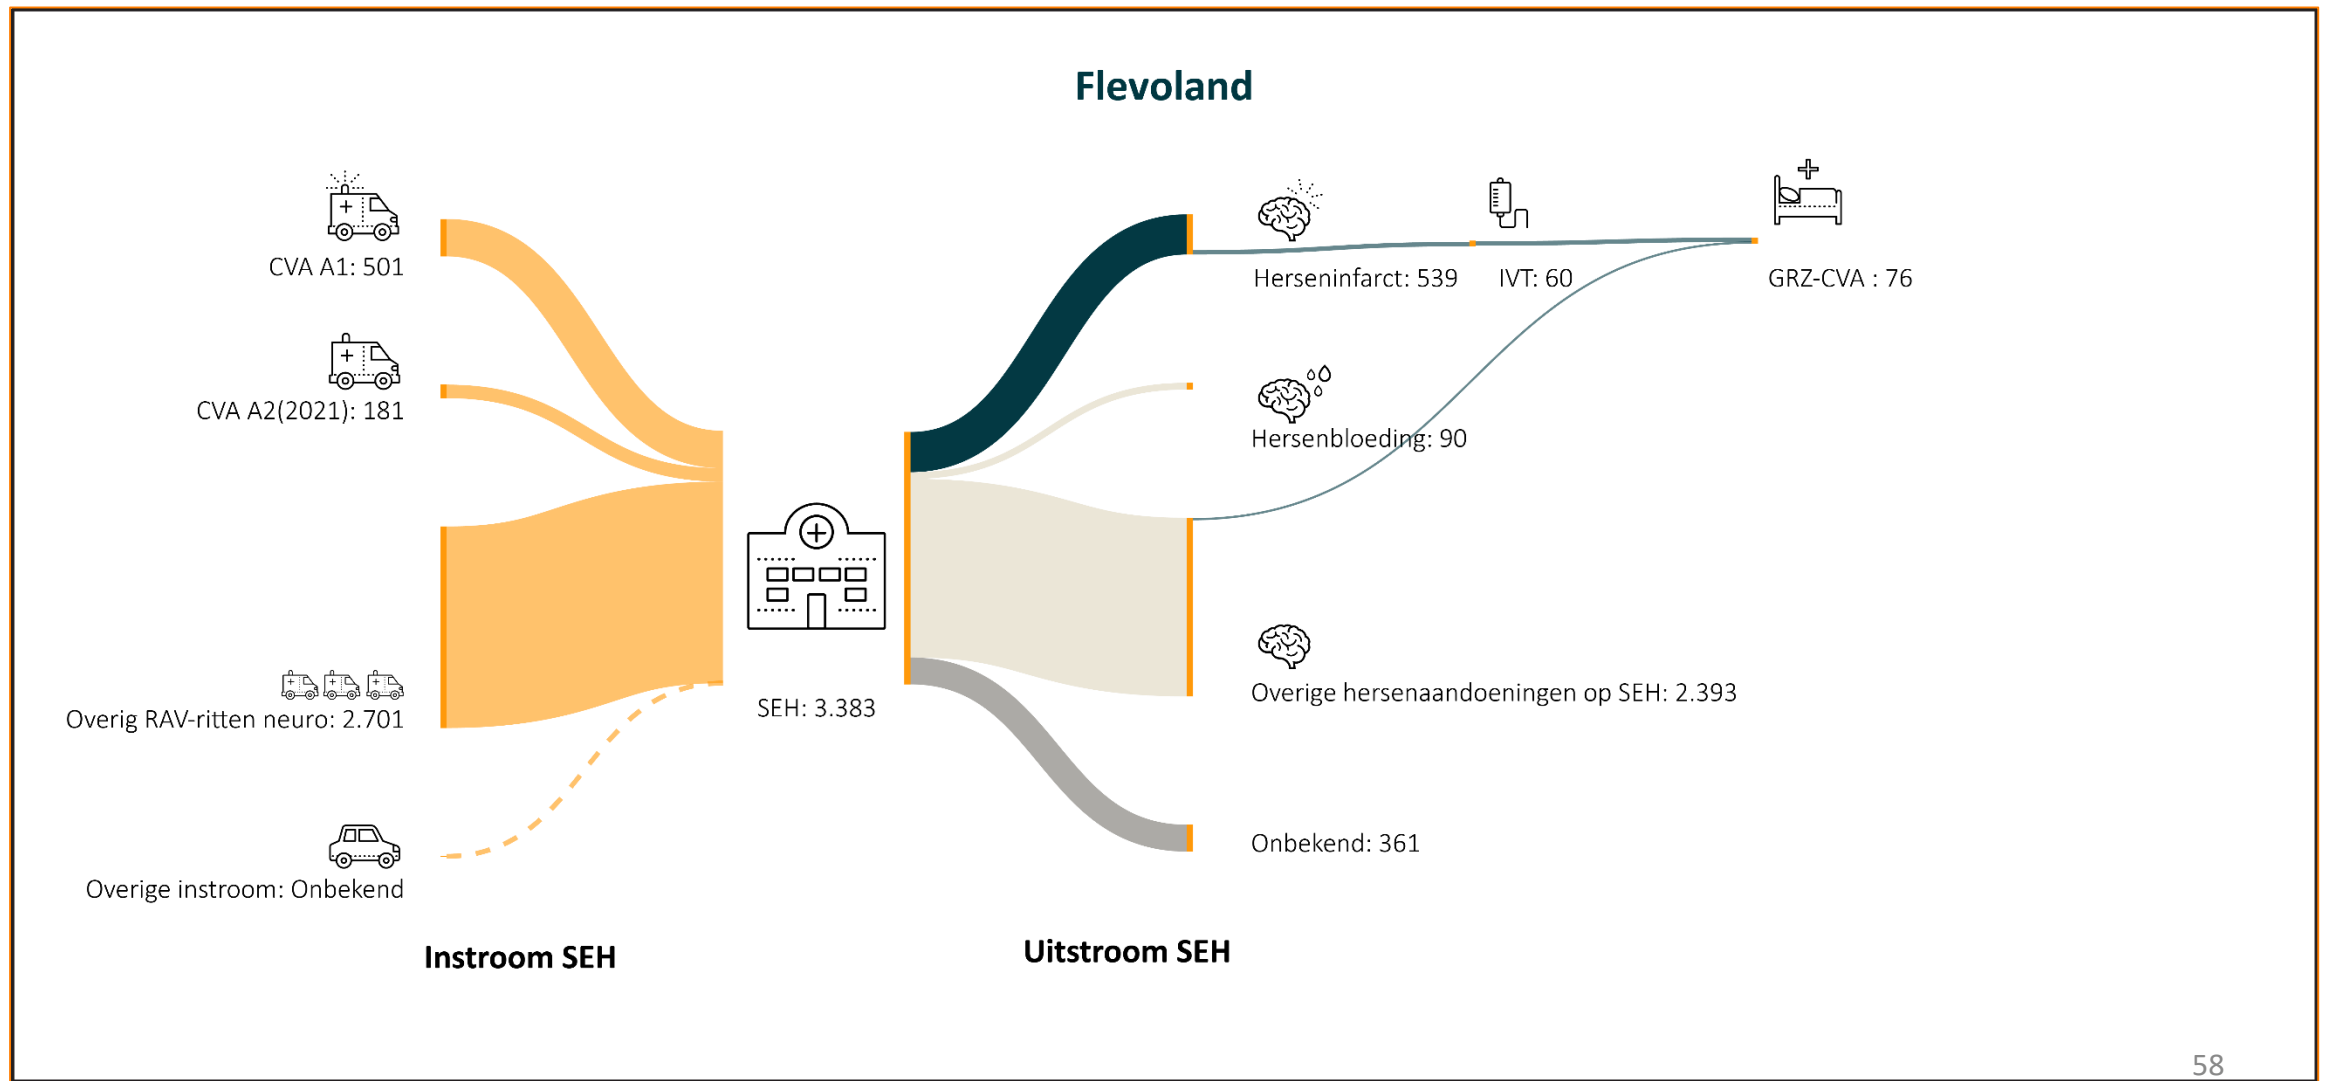 Flevoland
CVA A1: 501
CVA A2(2021): 181
Overig RAV-ritten neuro: 2.701
Overige instroom: Onbekend
Instroom SEH
SEH: 3.383
Herseninfarct: 539
IVT: 60
GRZ-CVA : 76
Hersenbloeding: 90
Overige hersenaandoeningen op SEH: 2.393
Onbekend: 361
Uitstroom SEH
58